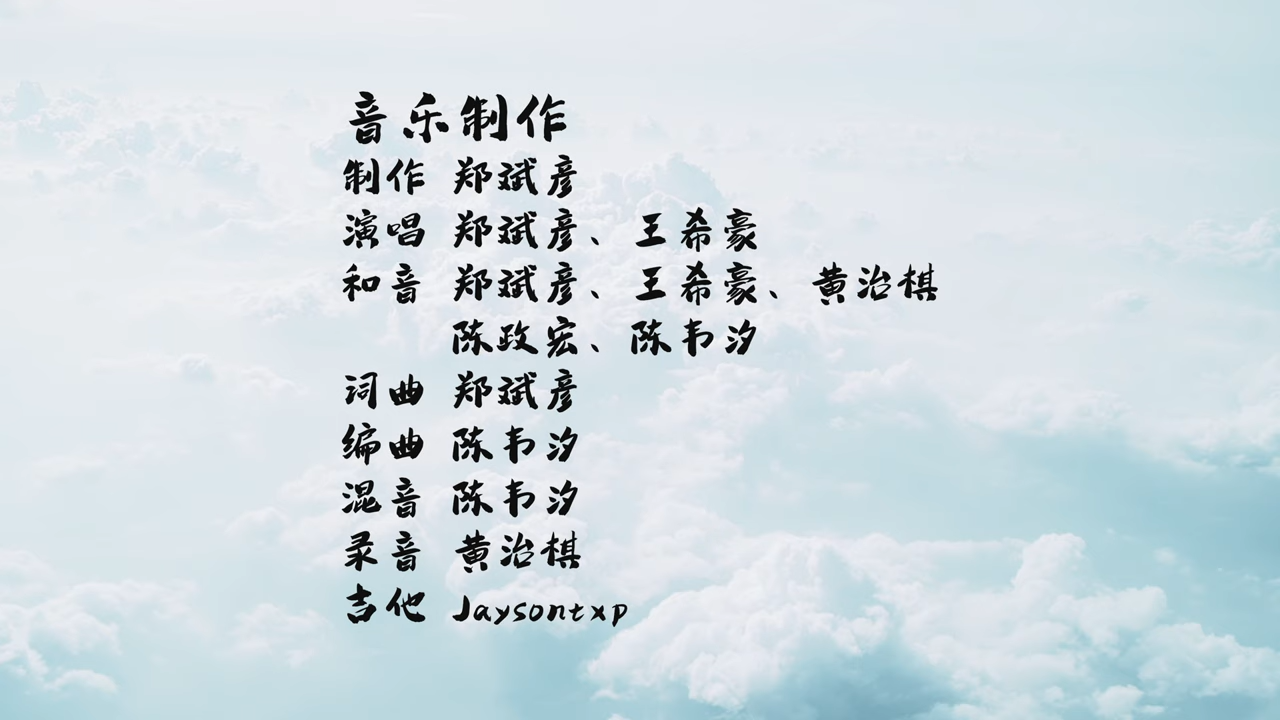 音乐制作
制作 郑斌彦
演唱 郑斌彦、王希豪
和音 郑斌彦、王希豪、黄治棋
陈政宏、陈韦汐
词曲 郑斌彦
编曲 陈韦汐
混音 陈韦汐
录音 黄治棋
吉他 Jaysontxp